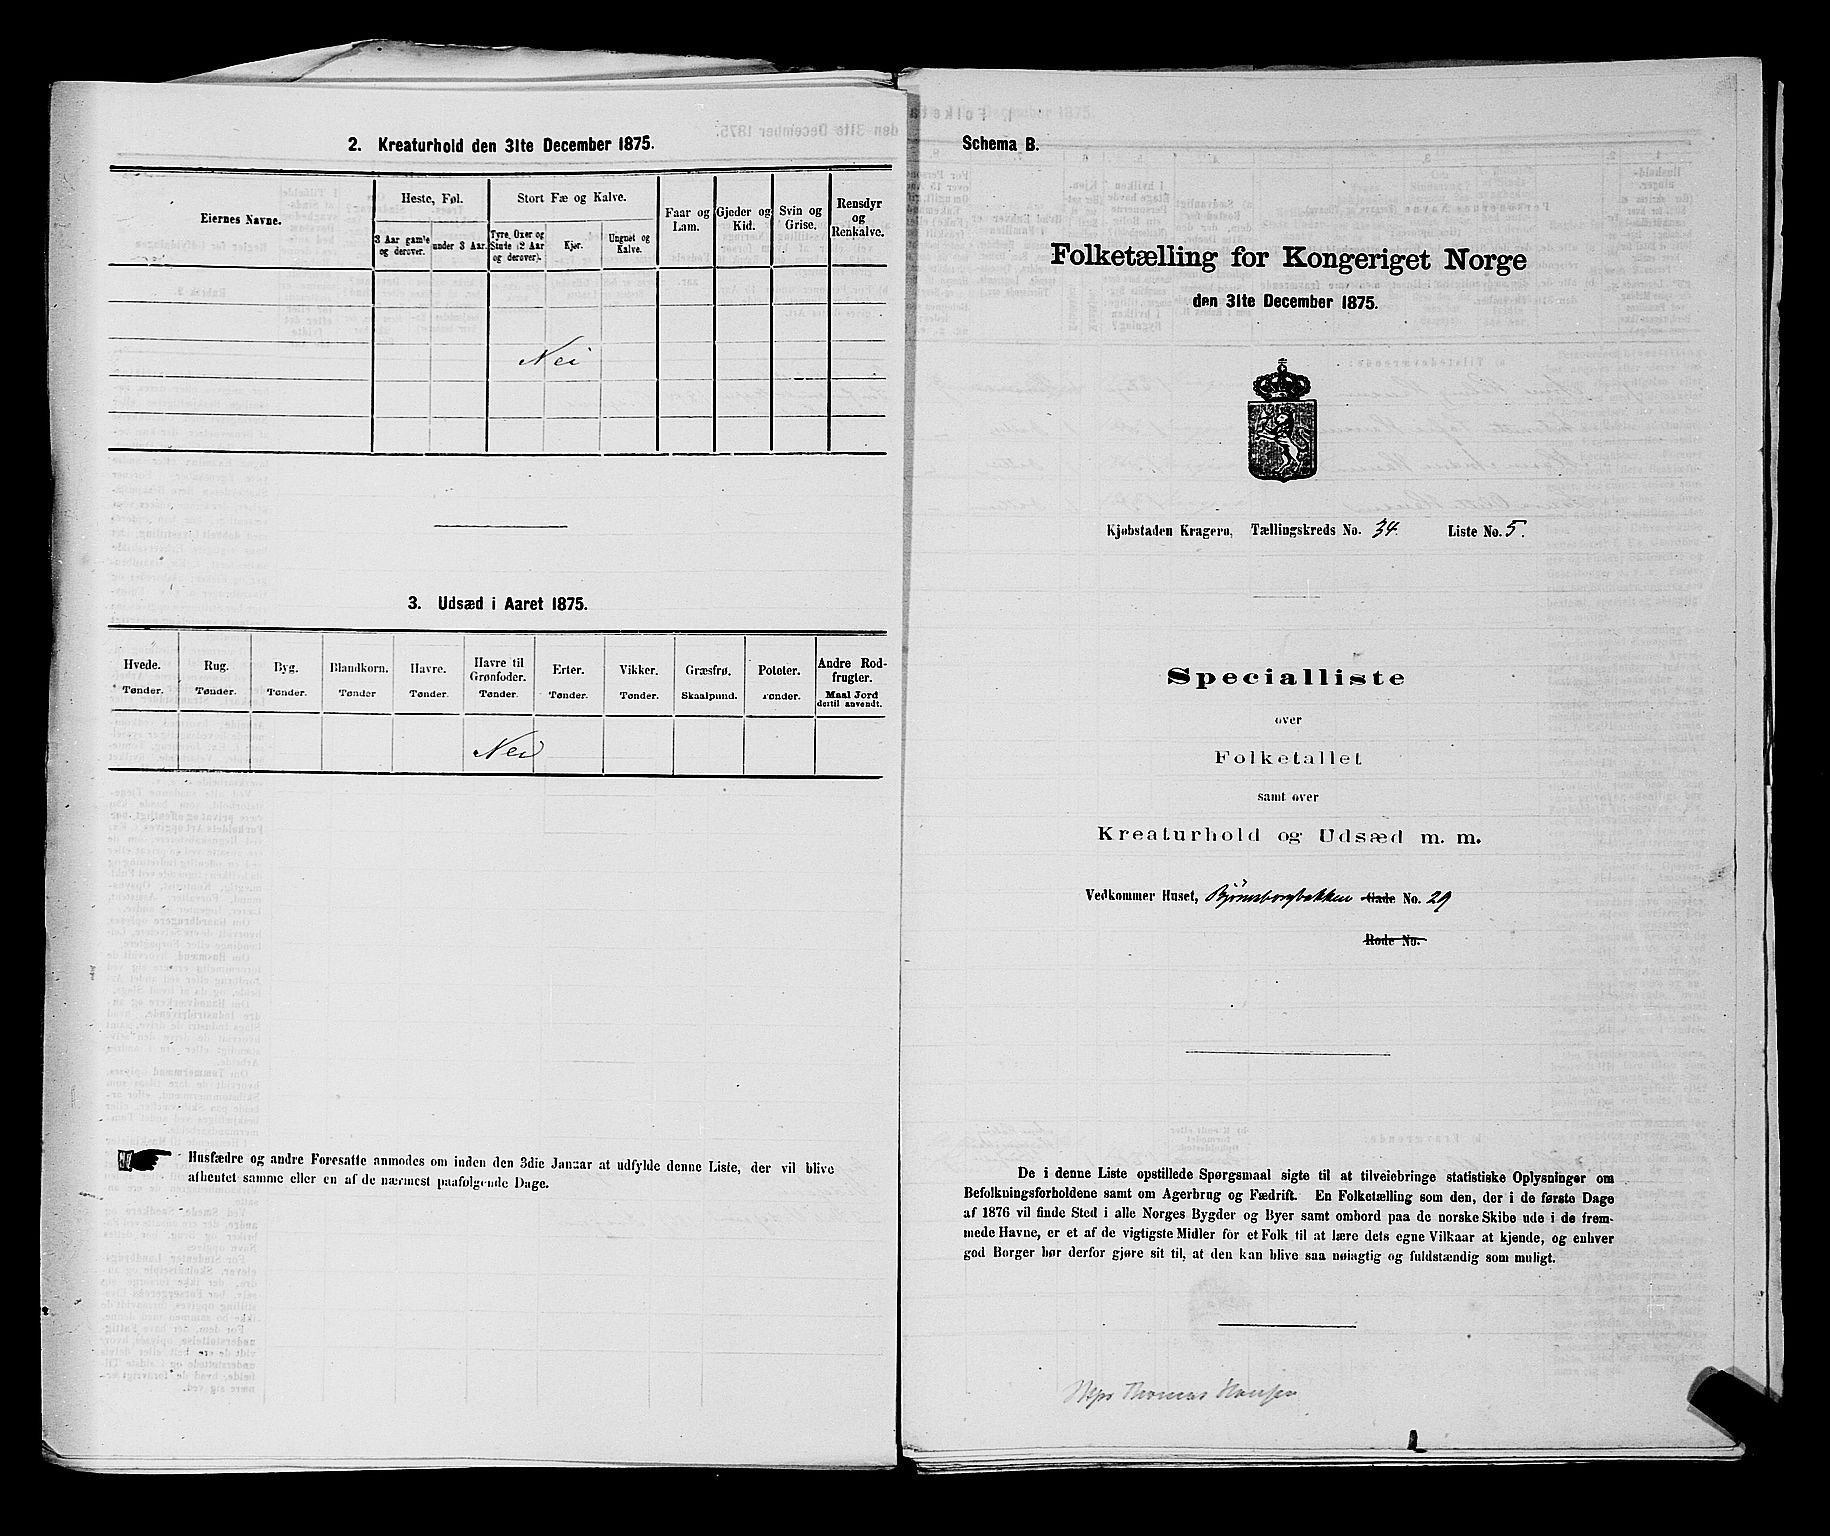 2. Kreaturhold den 31te December 1875.
Eiernes Navne.
Heste, Føl.
Stort Fæ og Kalve.
Faar og Lam.
Gjeder og Kid.
Svin og Grise.
Rensdyr og Renkalve.
3 Aar gamle og derover.
under 3 Aar.
Tyre, Oxer og Stude (2 Aar og derover).
Kjør.
Ungnet og Kalve.
Nei
3. Udsæd i Aaret 1875.
Hvede. Rug. Byg. Blandkorn. Havre. Havre til Grønfoder. Erter. Vikker. Græsfrø. Poteter. Andre Rodfrugter.
Tønder. Tønder. Tønder. Tønder Tønder. Tønder. Tønder. Tønder. Skaalpund. Tønder. Maal Jord dertil anvendt.
Nei
Husfædre og andre Foresatte anmodes om inden den 3die Januar at udfylde denne Liste, der vil blive
afhentet samme eller en af de nærmest paafølgende Dage.
Schema B.
Folketælling for Kongeriget Norge
den 31te December 1875.
Kjøbstaden Kragerø, Tællingskreds No. 34. Liste No. 5.
Specialliste
over
Folketallet
samt over
Kreaturhold og Udsæd m. m.
Vedkommer Huset, Bjørnsborgbakken Gade No. 29
Rode No.
De i denne Liste opstillede Spørgsmaal sigte til at tilveiebringe statistiske Oplysninger om
Befolkningsforholdene samt om Agerbrug og Fædrift. En Folketælling som den, der i de første Dage
af 1876 vil finde Sted i alle Norges Bygder og Byer samt ombord paa de norske Skibe ude i de frem-
mede Havne, er et af de vigtigste Midler for et Folk til at lære dets egne Vilkaar at kjende, og enhver
god Borger bør derfor gjøre sit til, at den kan blive saa nøiagtig og fuldstændig som muligt.
Thomas Hansen